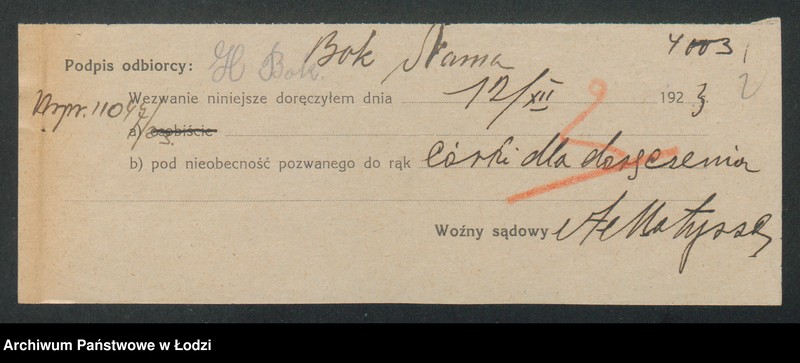 4003
Bok
Podpis odbiorcy: H Bok.
Wezwanie niniejsze doręczyłem dnia 12/XII 1923 r.
a) osobiście
b) pod nieobecność pozwanego do rąk córki dla doręczenia
Woźny sądowy
Archiwum Państwowe w Łodzi